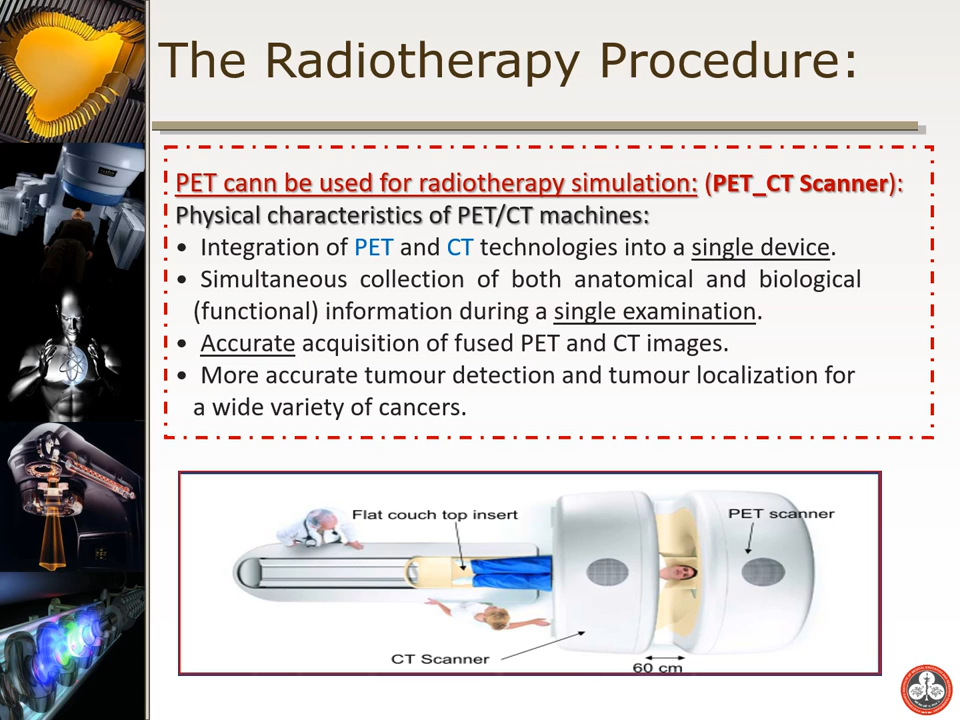 The Radiotherapy Procedure:
PET cann be used for radiotherapy simulation: (PET_CT Scanner):
Physical characteristics of PET/CT machines:
• Integration of PET and CT technologies into a single device.
• Simultaneous collection of both anatomical and biological
(functional) information during a single examination.
• Accurate acquisition of fused PET and CT images.
• More accurate tumour detection and tumour localization for
a wide variety of cancers.
Flat couch top insert
PET scanner
CT Scanner
60 cm